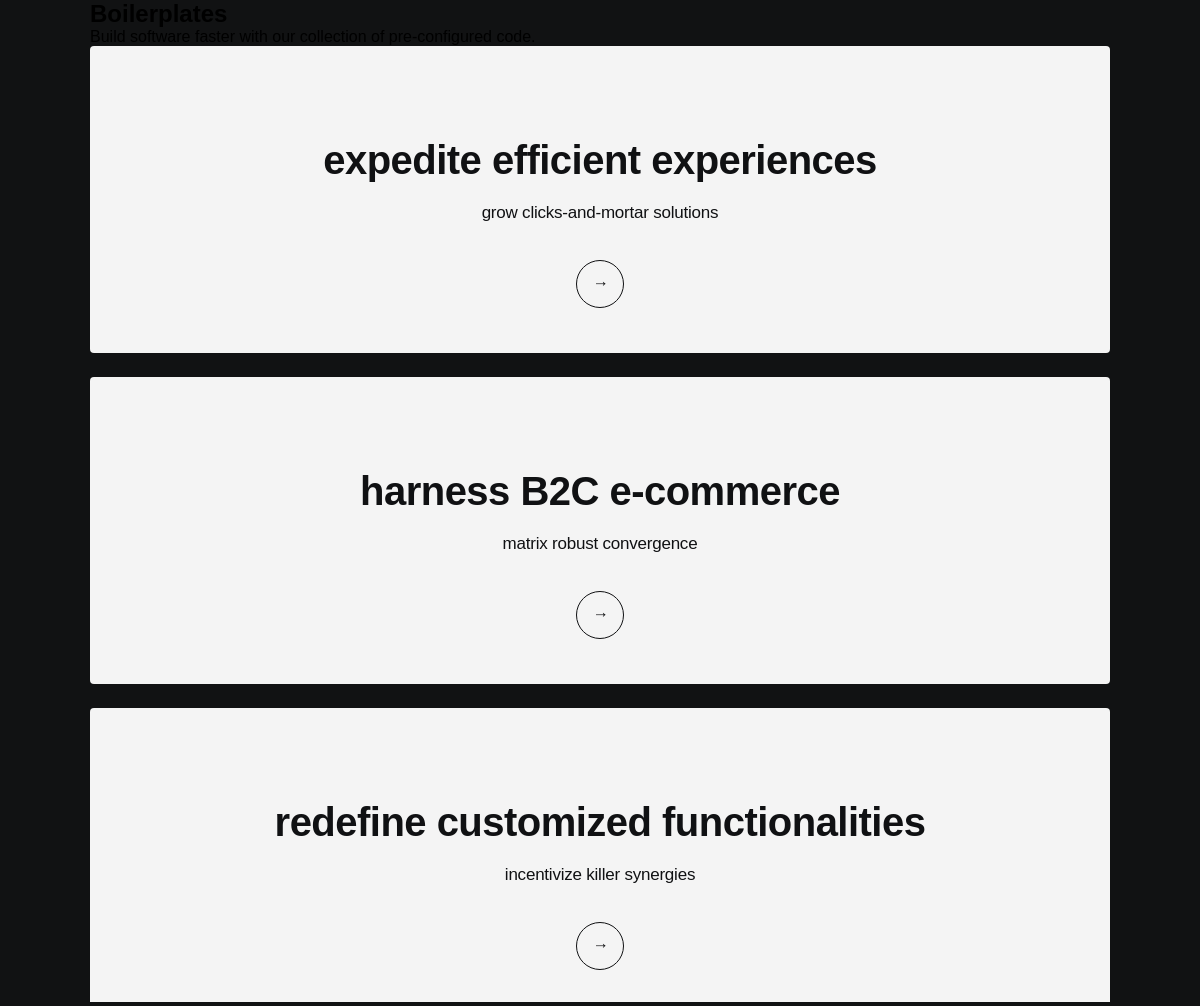 Boilerplates
Build software faster with our collection of pre-configured code.
expedite efficient experiences
grow clicks-and-mortar solutions
→
harness B2C e-commerce
matrix robust convergence
→
redefine customized functionalities
incentivize killer synergies
→